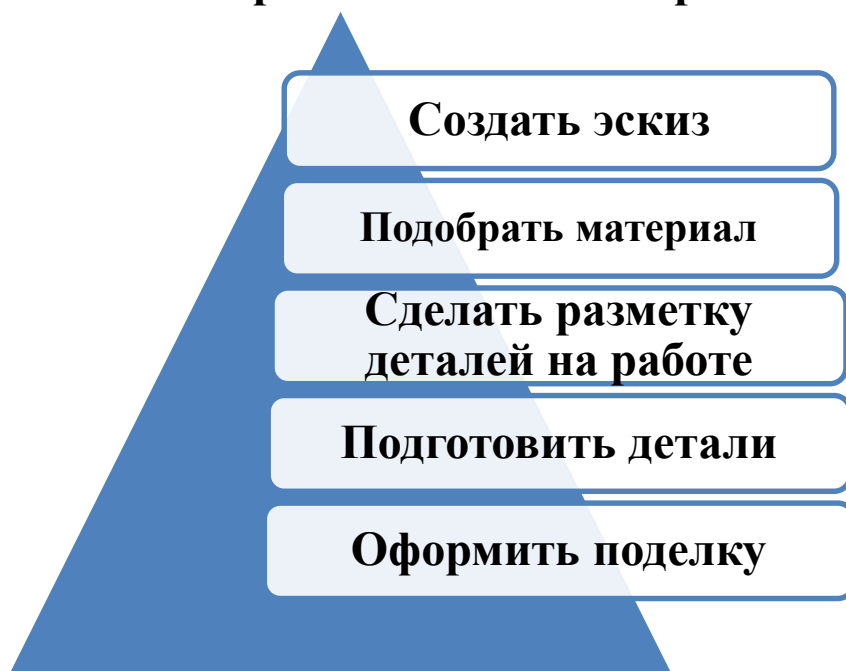 Создать эскиз
Подобрать материал
Сделать разметку
деталей на работе
Подготовить детали
Оформить поделку